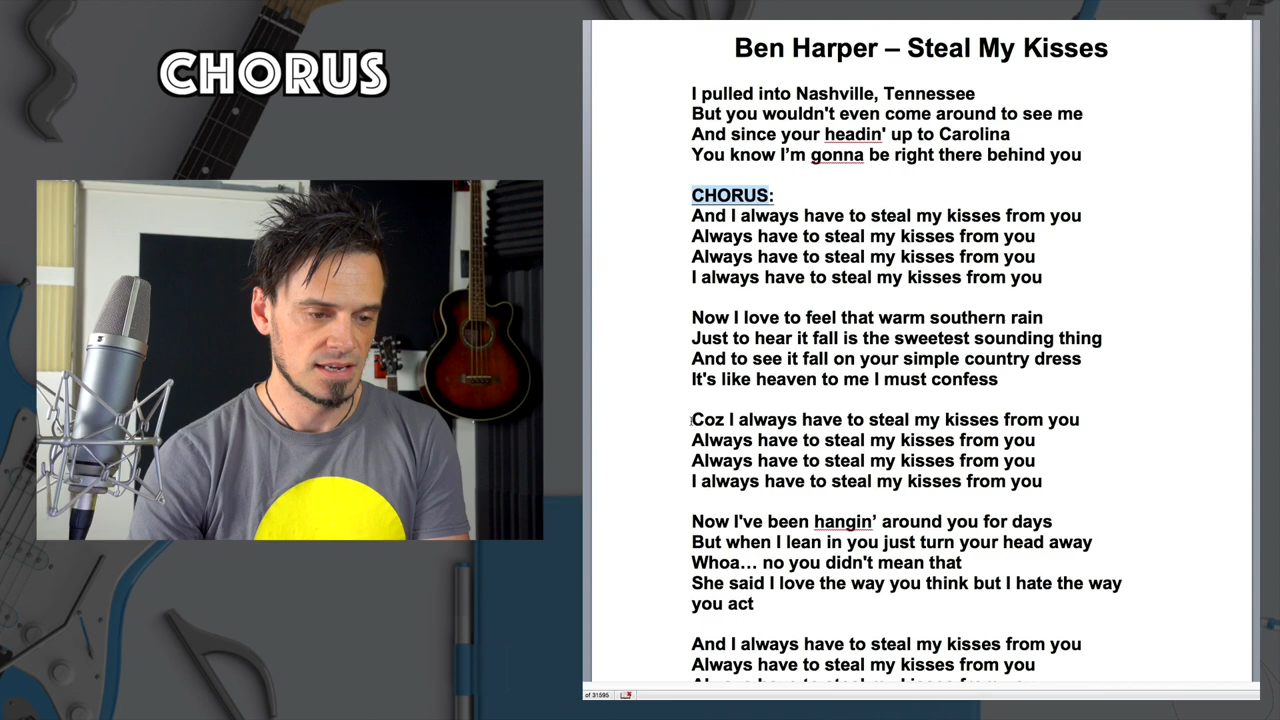 CHORUS
Ben Harper – Steal My Kisses
I pulled into Nashville, Tennessee
But you wouldn't even come around to see me
And since your headin' up to Carolina
You know I’m gonna be right there behind you
CHORUS:
And I always have to steal my kisses from you
Always have to steal my kisses from you
Always have to steal my kisses from you
I always have to steal my kisses from you
Now I love to feel that warm southern rain
Just to hear it fall is the sweetest sounding thing
And to see it fall on your simple country dress
It's like heaven to me I must confess
Coz I always have to steal my kisses from you
Always have to steal my kisses from you
Always have to steal my kisses from you
I always have to steal my kisses from you
Now I've been hangin’ around you for days
But when I lean in you just turn your head away
Whoa… no you didn't mean that
She said I love the way you think but I hate the way
you act
And I always have to steal my kisses from you
Always have to steal my kisses from you
of 31595